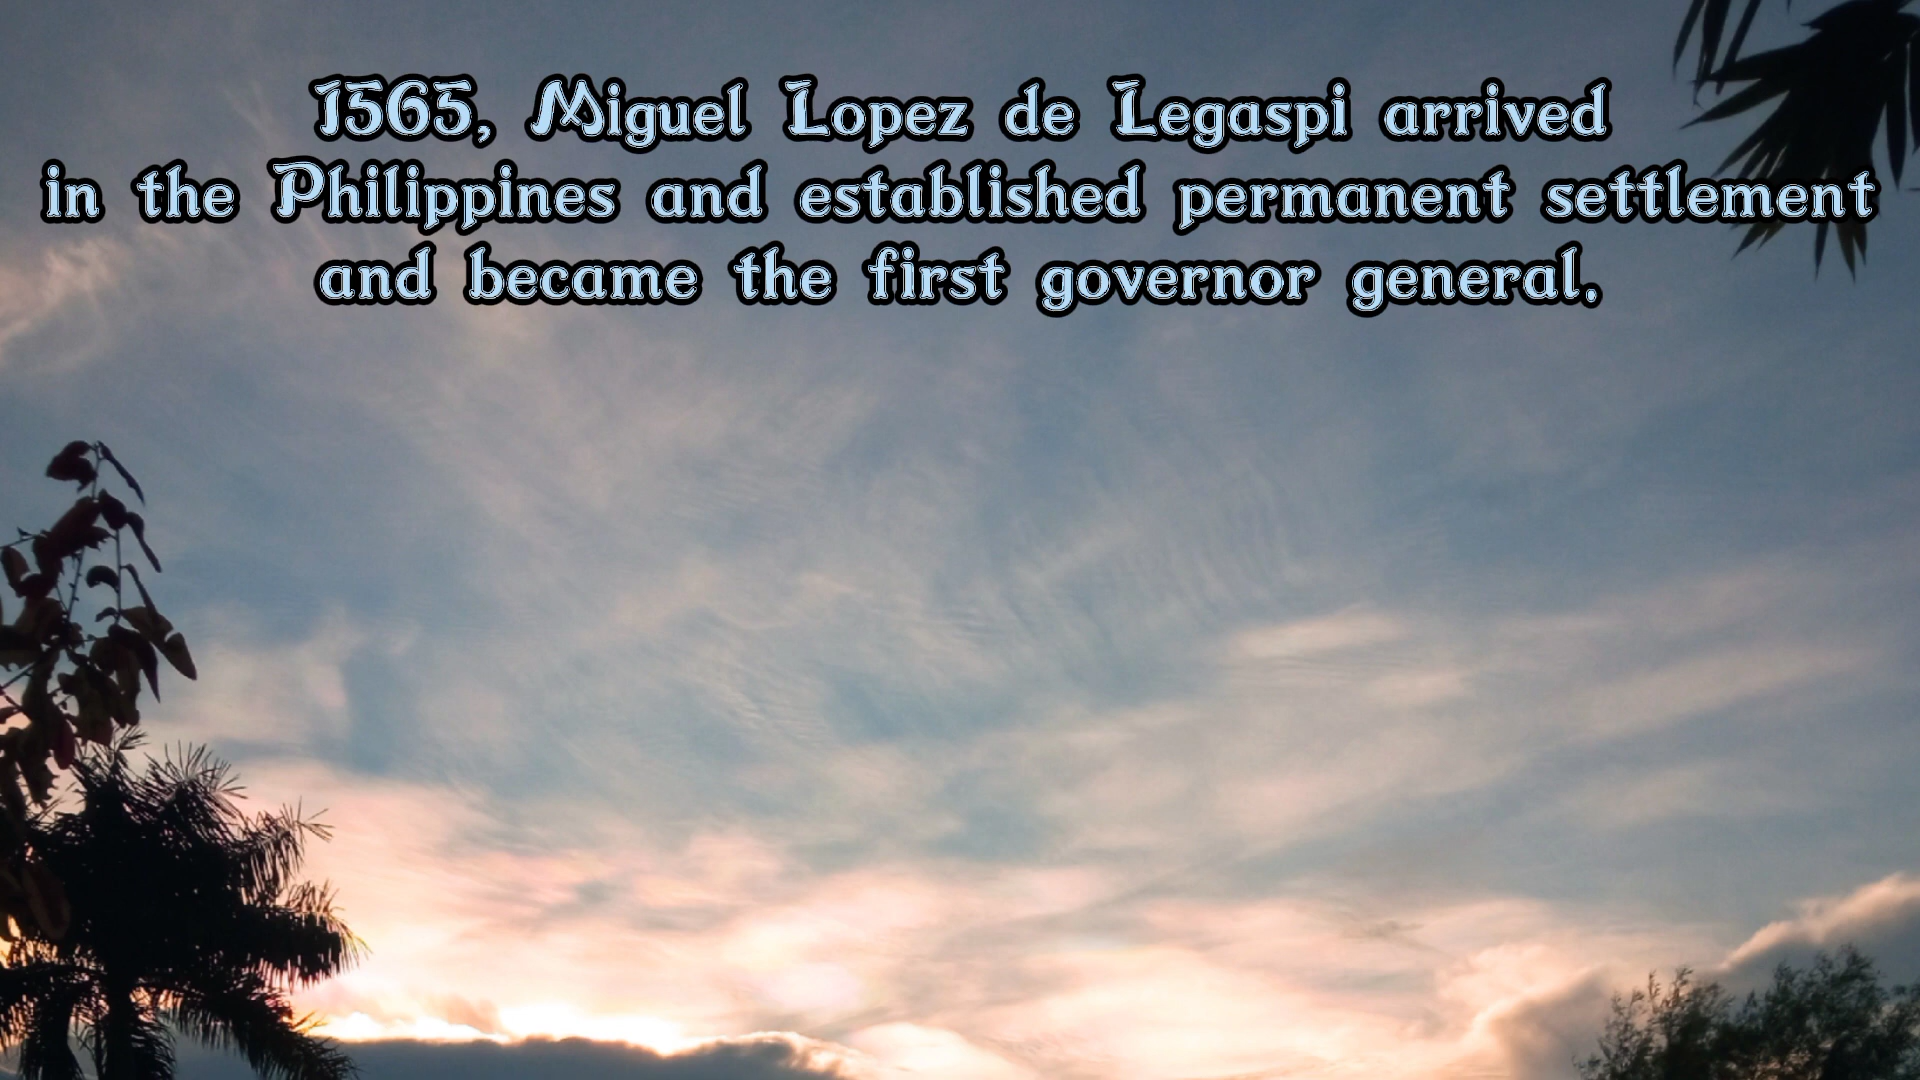 1565, Miguel Lopez de Legaspi arrived
in the Philippines and established permanent settlement
and became the first governor general.